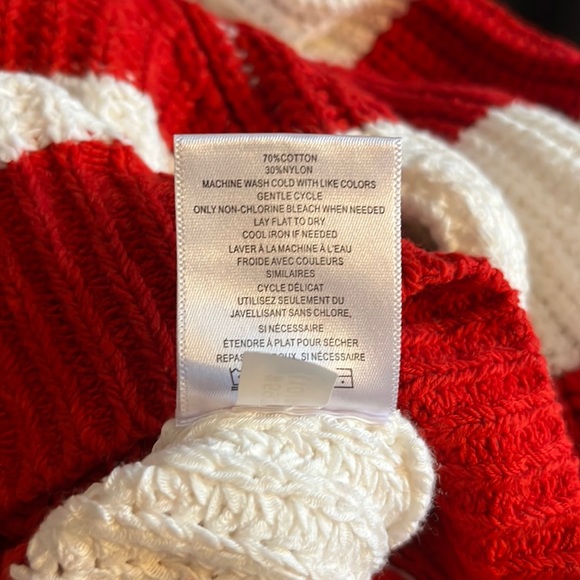 70%COTTON
30%NYLON
MACHINE WASH COLD WITH LIKE COLORS
GENTLE CYCLE
ONLY NON-CHLORINE BLEACH WHEN NEEDED
LAY FLAT TO DRY
COOL IRON IF NEEDED
LAVER À LA MACHINE À L'EAU
FROIDE AVEC COULEURS
SIMILAIRES
CYCLE DÉLICAT
UTILISEZ SEULEMENT DU
JAVELLISANT SANS CHLORE,
SI NÉCESSAIRE
ÉTENDRE À PLAT POUR SÉCHER
SI NÉCESSAIRE